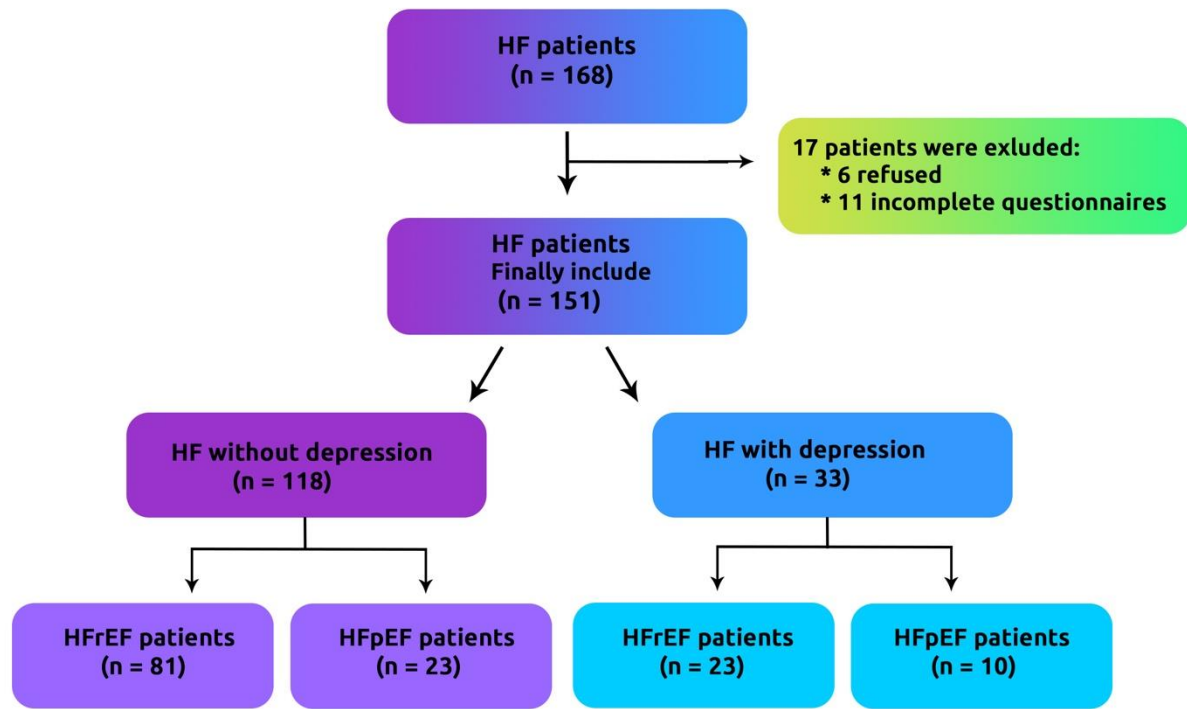 HF patients
(n = 168)
17 patients were exluded:
* 6 refused
* 11 incomplete questionnaires
HF patients
Finally include
(n = 151)
HF without depression
(n = 118)
HF with depression
(n = 33)
HFrEF patients
(n = 81)
HFpEF patients
(n = 23)
HFrEF patients
(n = 23)
HFpEF patients
(n = 10)